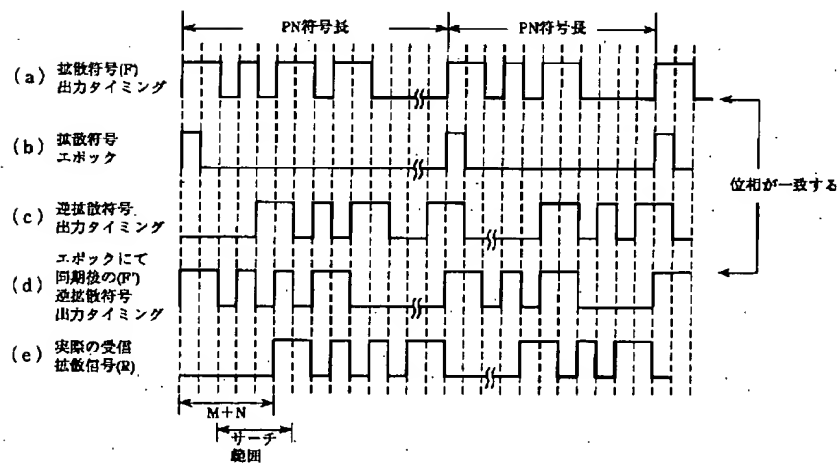 PN符号長
PN符号長
(a) 拡散符号(F)
出力タイミング
(b) 拡散符号
エポック
位相が一致する
(c) 逆拡散符号
出力タイミング
エポックにて
(d) 同期後の(F')
逆拡散符号
出力タイミング
(e) 実際の受信
拡散信号(R)
M+N
サーチ
範囲